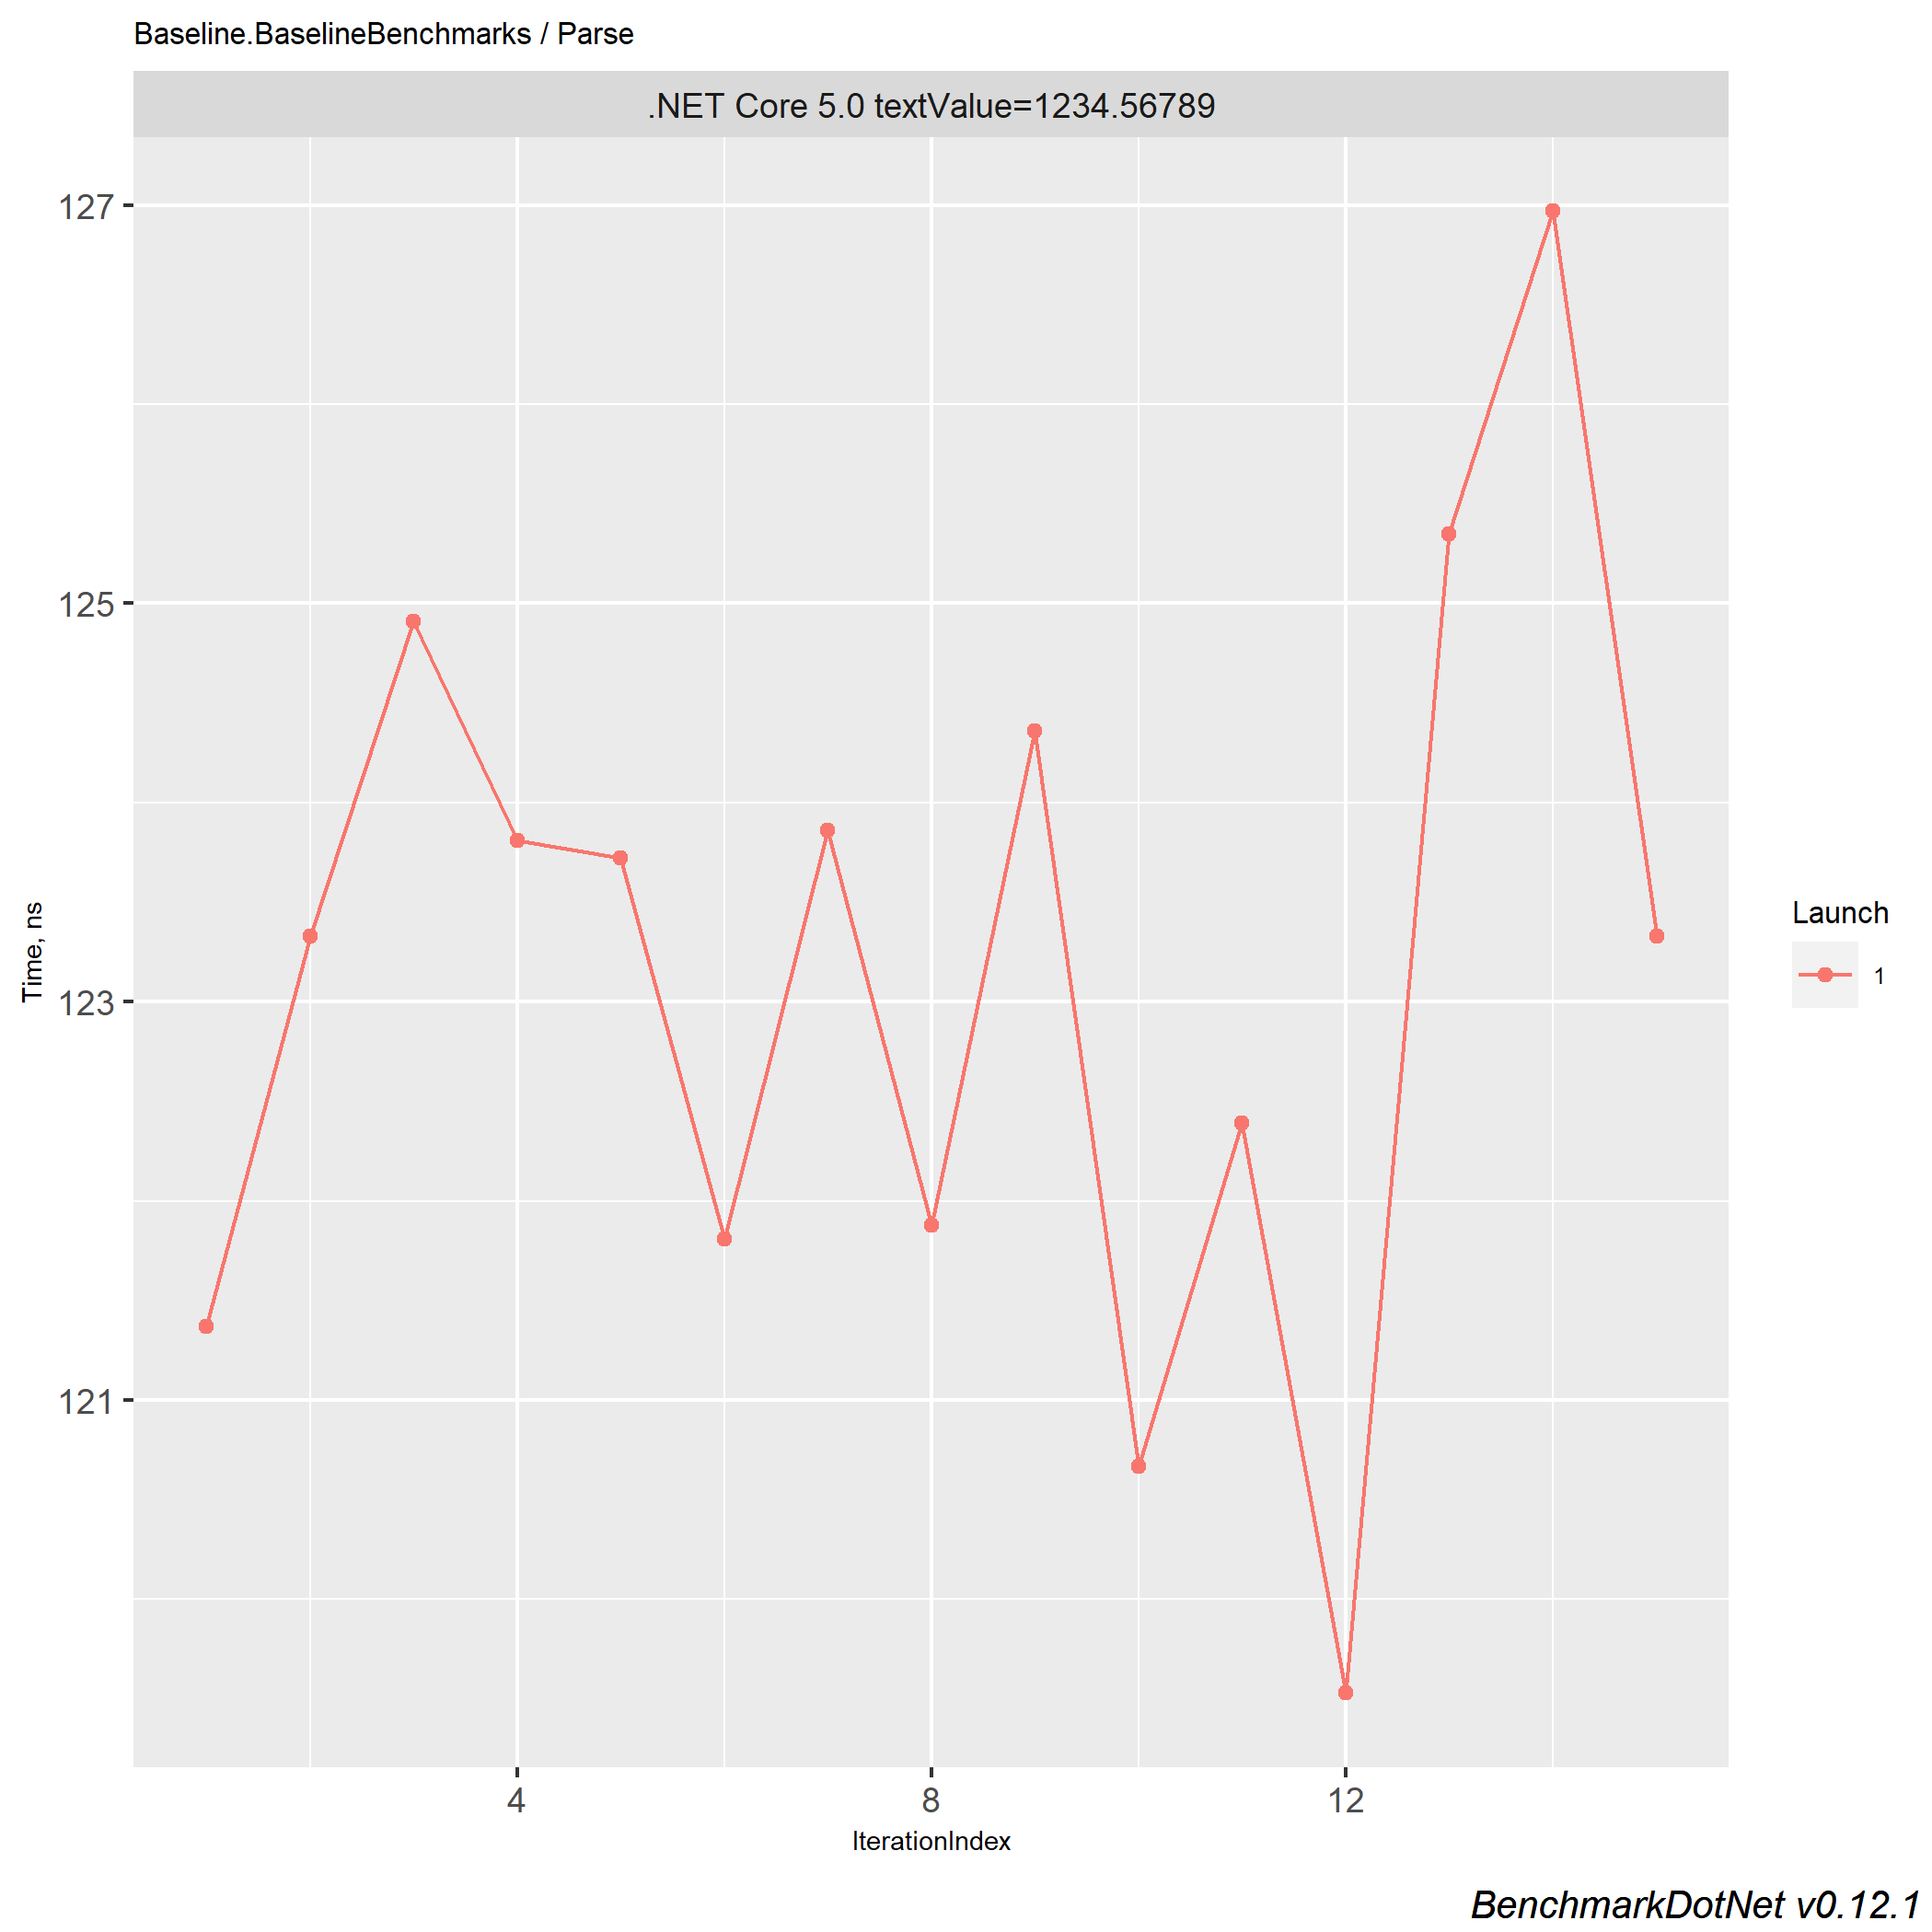 Baseline.BaselineBenchmarks / Parse
.NET Core 5.0 textValue=1234.56789
127
125
123
121
Time, ns
4 8 12
IterationIndex
Launch
1
BenchmarkDotNet v0.12.1